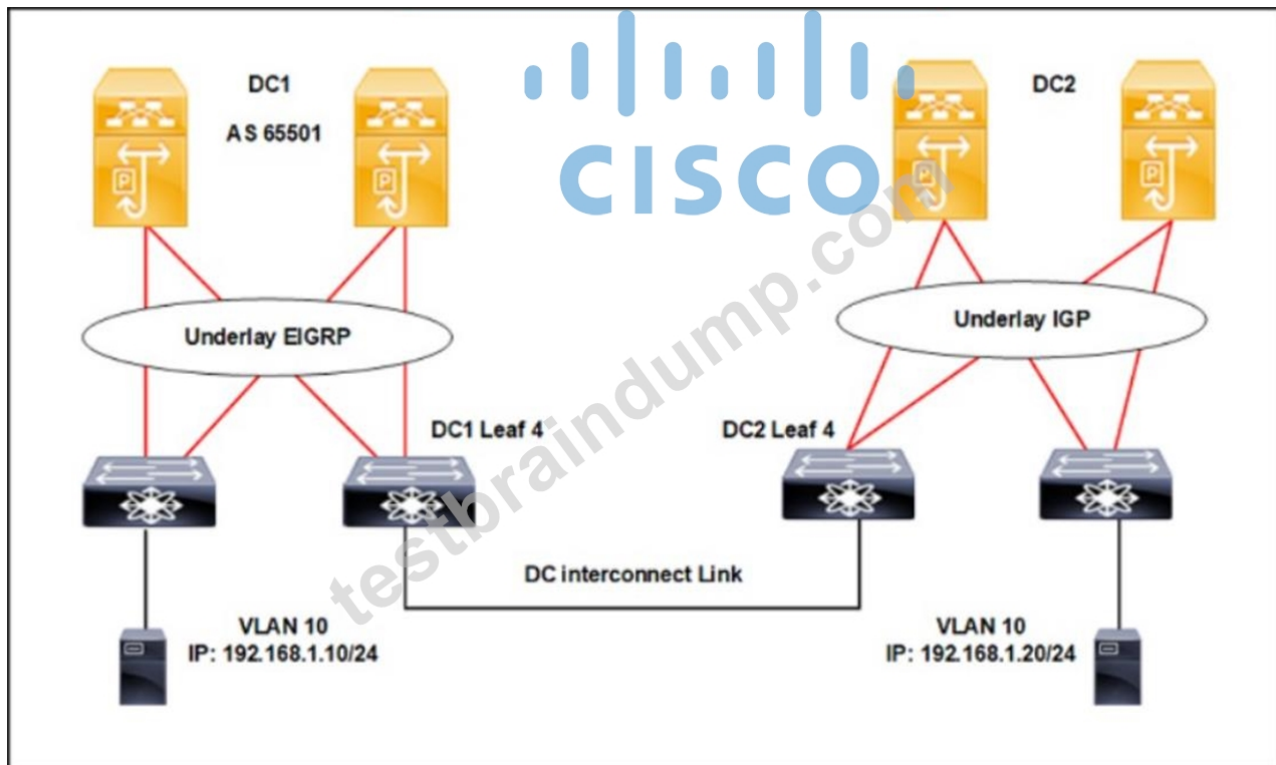 DC1
AS 65501
CISCO
DC2
P
P
P
P
Underlay EIGRP
Underlay IGP
DC1 Leaf 4
DC2 Leaf 4
DC interconnect Link
VLAN 10
IP: 192.168.1.10/24
VLAN 10
IP: 192.168.1.20/24
testbraindump.com